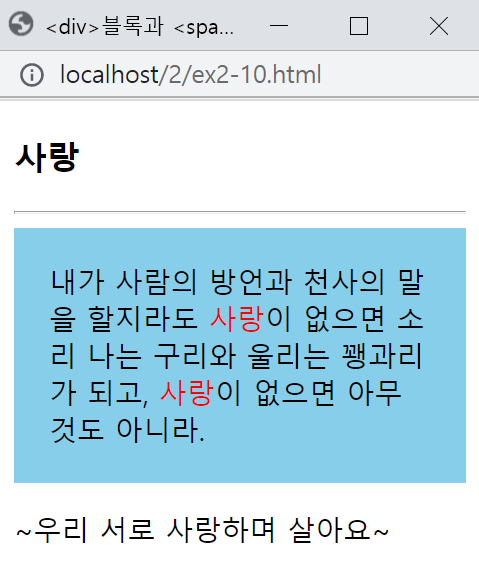 <div>블록과 <spa...
localhost/2/ex2-10.html
사랑
내가 사람의 방언과 천사의 말
을 할지라도 사랑이 없으면 소
리 나는 구리와 울리는 꽹과리
가 되고, 사랑이 없으면 아무
것도 아니라.
~우리 서로 사랑하며 살아요~